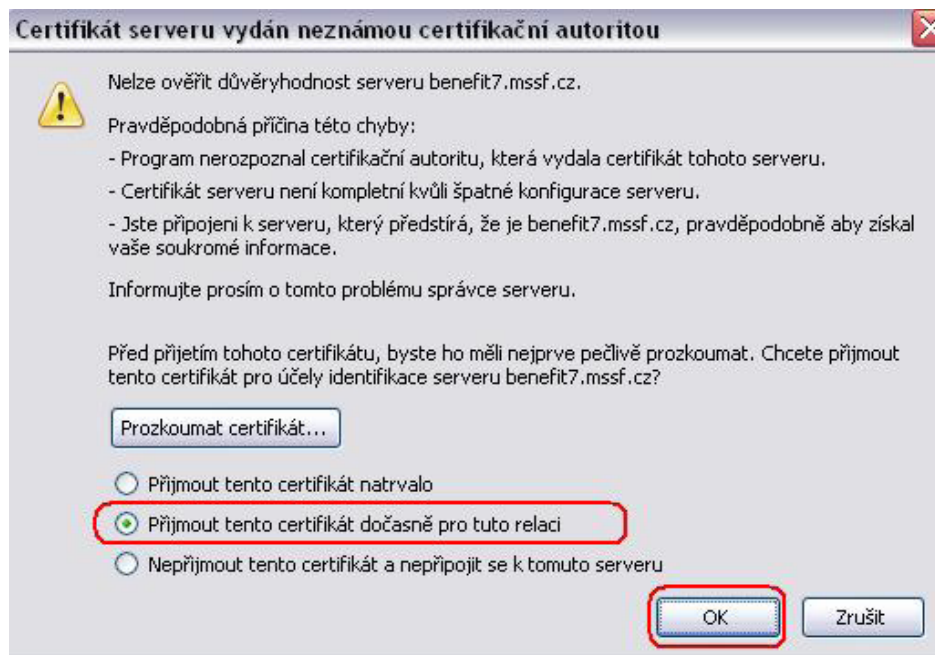 Certifikát serveru vydán neznámou certifikační autoritou
Nelze ověřit důvěryhodnost serveru benefit7.mssf.cz.
Pravděpodobná příčina této chyby:
- Program nerozpoznal certifikační autoritu, která vydala certifikát tohoto serveru.
- Certifikát serveru není kompletní kvůli špatné konfigurace serveru.
- Jste připojeni k serveru, který předstírá, že je benefit7.mssf.cz, pravděpodobně aby získal
vaše soukromé informace.
Informujte prosím o tomto problému správce serveru.
Před přijetím tohoto certifikátu, byste ho měli nejprve pečlivě prozkoumat. Chcete přijmout
tento certifikát pro účely identifikace serveru benefit7.mssf.cz?
Prozkoumat certifikát...
Přijmout tento certifikát natrvalo
Přijmout tento certifikát dočasně pro tuto relaci
Nepřijmout tento certifikát a nepřipojit se k tomuto serveru
OK Zrušit